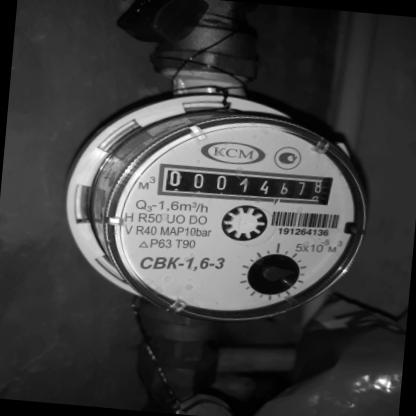 КСМ
м³ 00014678
Q₃-1,6m³/h
H R50 UO DO
V R40 MAP10bar
△P63 T90
191264136
5x10⁻⁵ м³
СВК-1,6-3